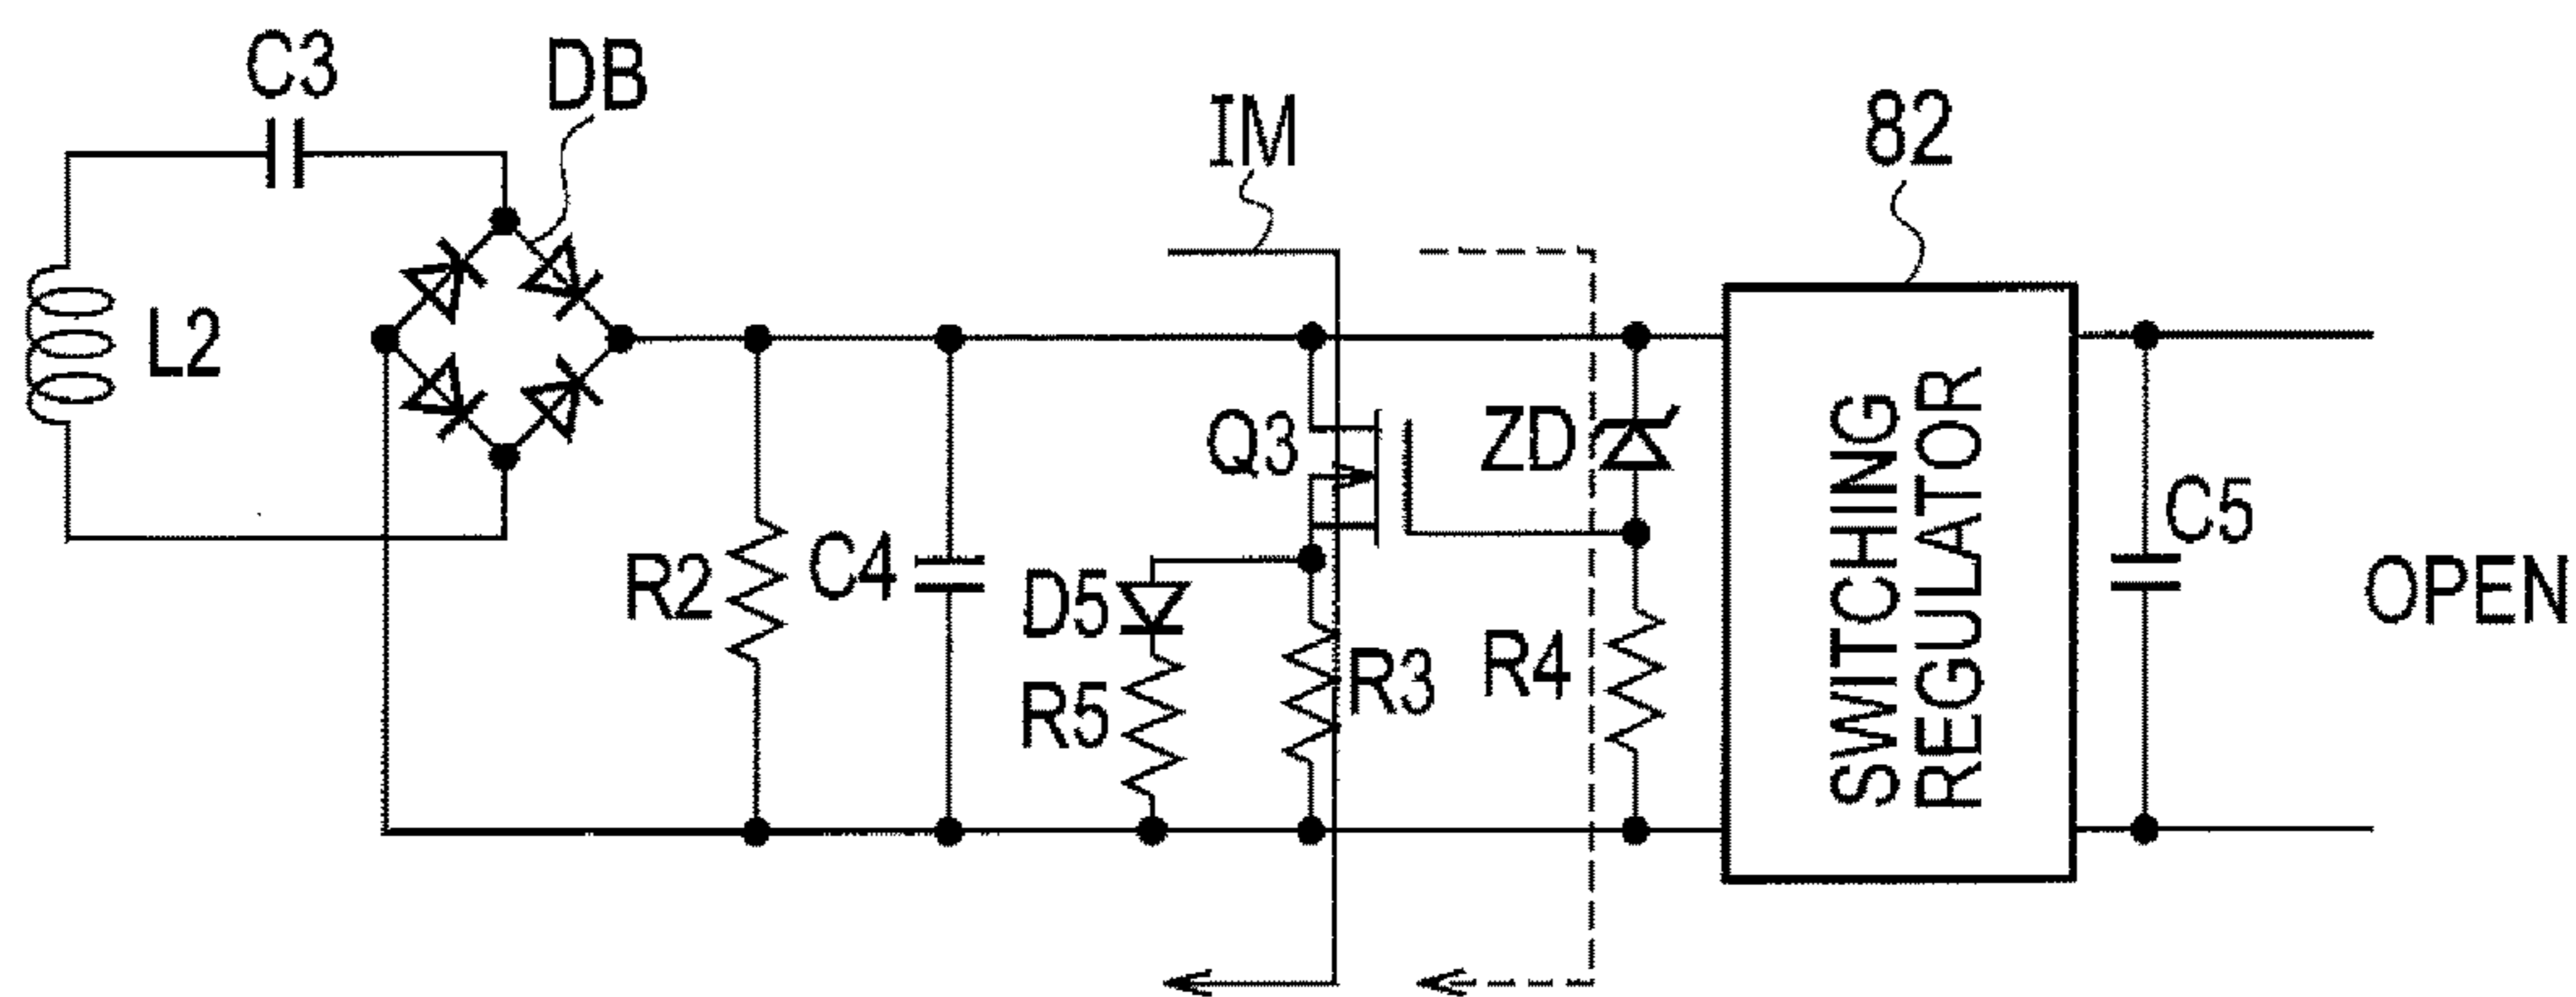 C3
DB
IM
82
L2
Q3
ZD
R2
C4
D5
R5
R3
R4
SWITCHING
REGULATOR
C5
OPEN